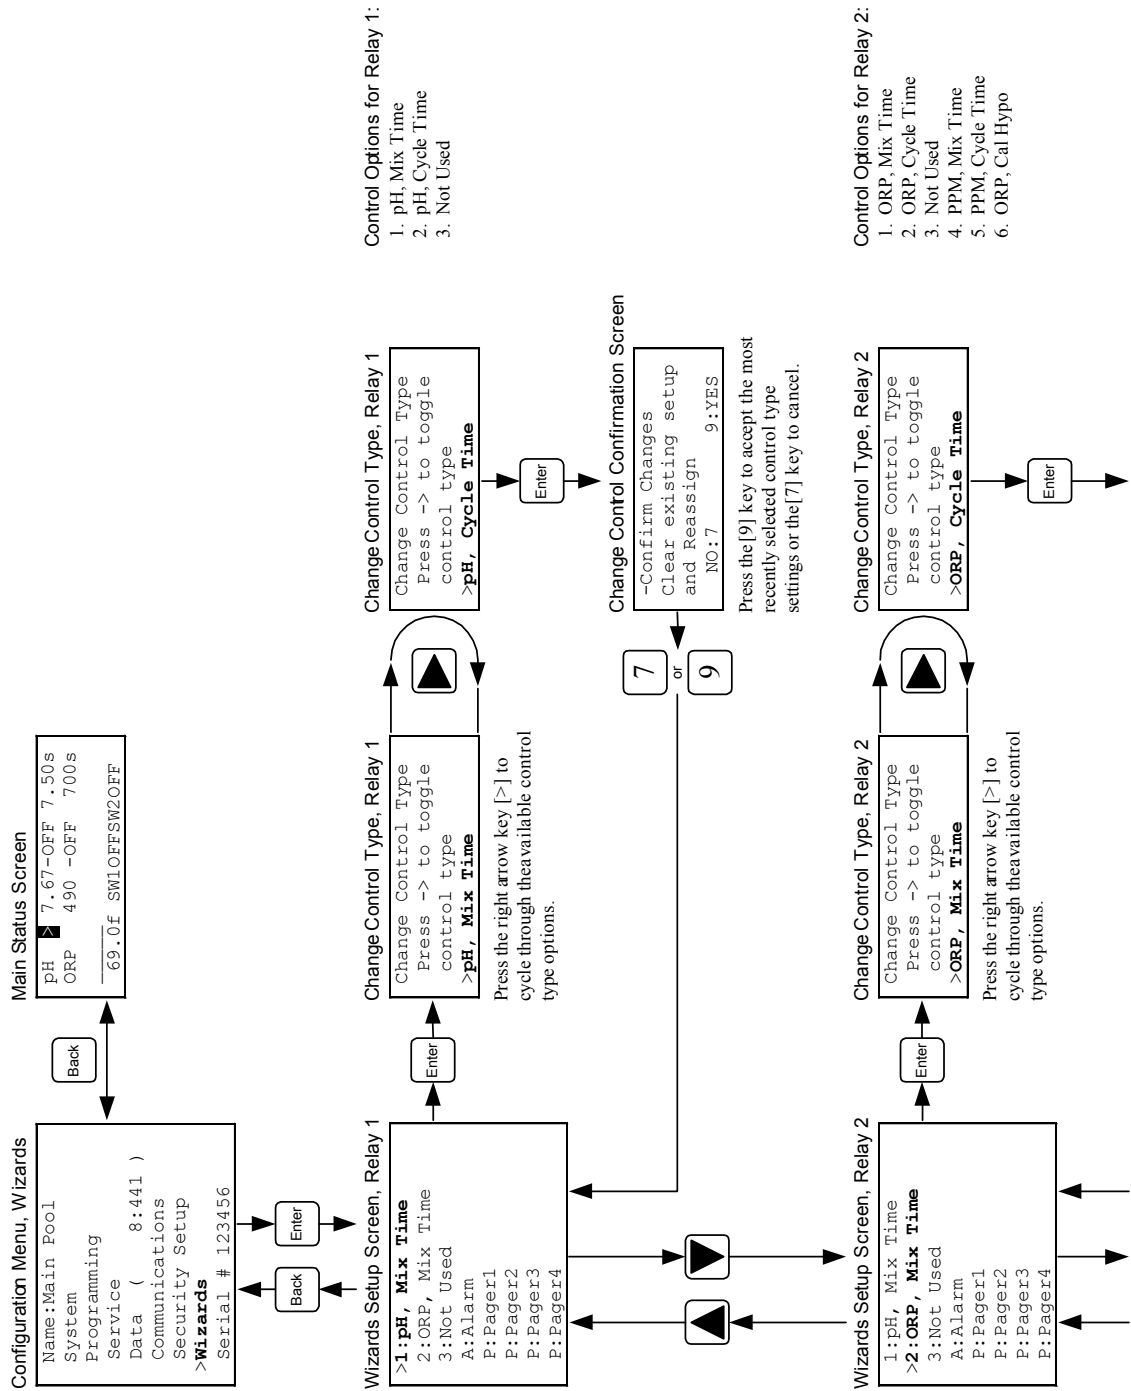 Configuration Menu, Wizards
Name:Main Pool
System
Programming
Service
Data ( 8:441 )
Communications
Security Setup
>Wizards
Serial # 123456
Back
Main Status Screen
pH > 7.67-OFF 7.50s
ORP 490 -OFF 700s
69.0f SW1OFFSW2OFF
Back
Enter
Wizards Setup Screen, Relay 1
>1:pH, Mix Time
2:ORP, Mix Time
3:Not Used
A:Alarm
P:Pager1
P:Pager2
P:Pager3
P:Pager4
Enter
Change Control Type, Relay 1
Change Control Type
Press -> to toggle
control type
>pH, Mix Time
Press the right arrow key [>] to
cycle through the available control
type options.
Change Control Type, Relay 1
Change Control Type
Press -> to toggle
control type
>pH, Cycle Time
Enter
Control Options for Relay 1:
1. pH, Mix Time
2. pH, Cycle Time
3. Not Used
Change Control Confirmation Screen
-Confirm Changes
Clear existing setup
and Reassign
NO:7 9:YES
Press the [9] key to accept the most
recently selected control type
settings or the [7] key to cancel.
7
or
9
Wizards Setup Screen, Relay 2
1:pH, Mix Time
>2:ORP, Mix Time
3:Not Used
A:Alarm
P:Pager1
P:Pager2
P:Pager3
P:Pager4
Enter
Change Control Type, Relay 2
Change Control Type
Press -> to toggle
control type
>ORP, Mix Time
Press the right arrow key [>] to
cycle through the available control
type options.
Change Control Type, Relay 2
Change Control Type
Press -> to toggle
control type
>ORP, Cycle Time
Enter
Control Options for Relay 2:
1. ORP, Mix Time
2. ORP, Cycle Time
3. Not Used
4. PPM, Mix Time
5. PPM, Cycle Time
6. ORP, Cal Hypo